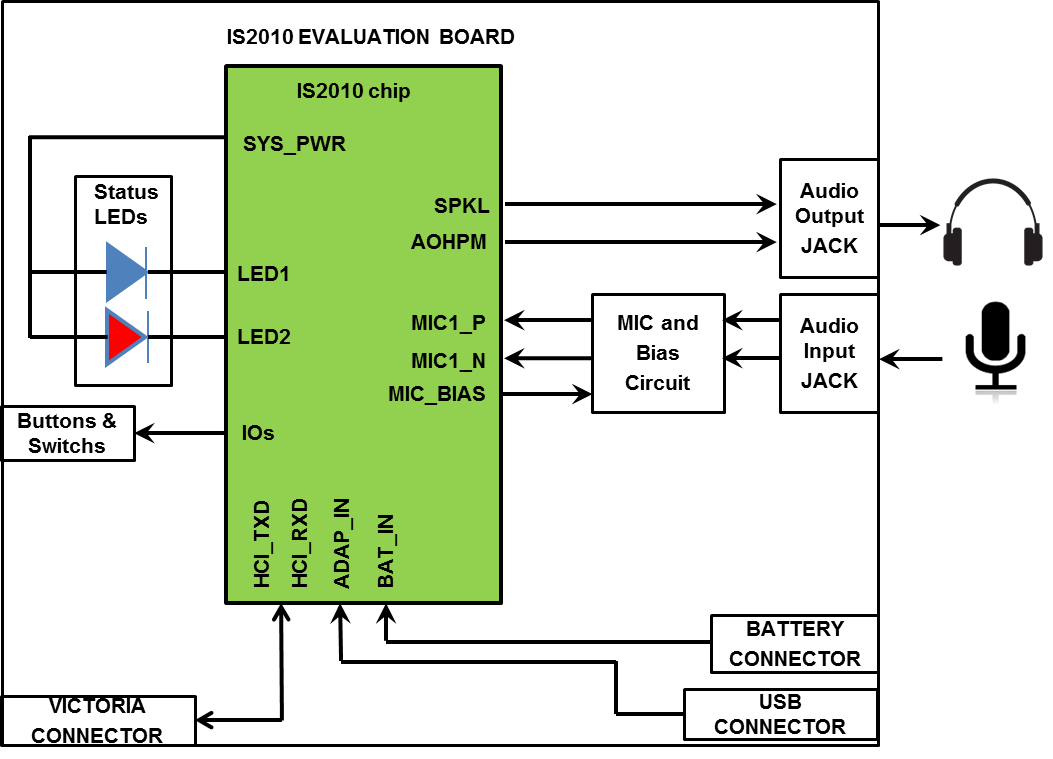 IS2010 EVALUATION BOARD
IS2010 chip
SYS_PWR
Status
LEDs
LED1
LED2
Buttons &
Switchs
IOs
SPKL
AOHPM
MIC1_P
MIC1_N
MIC_BIAS
Audio
Output
JACK
MIC and
Bias
Circuit
Audio
Input
JACK
HCI_TXD
HCI_RXD
ADAP_IN
BAT_IN
BATTERY
CONNECTOR
USB
CONNECTOR
VICTORIA
CONNECTOR